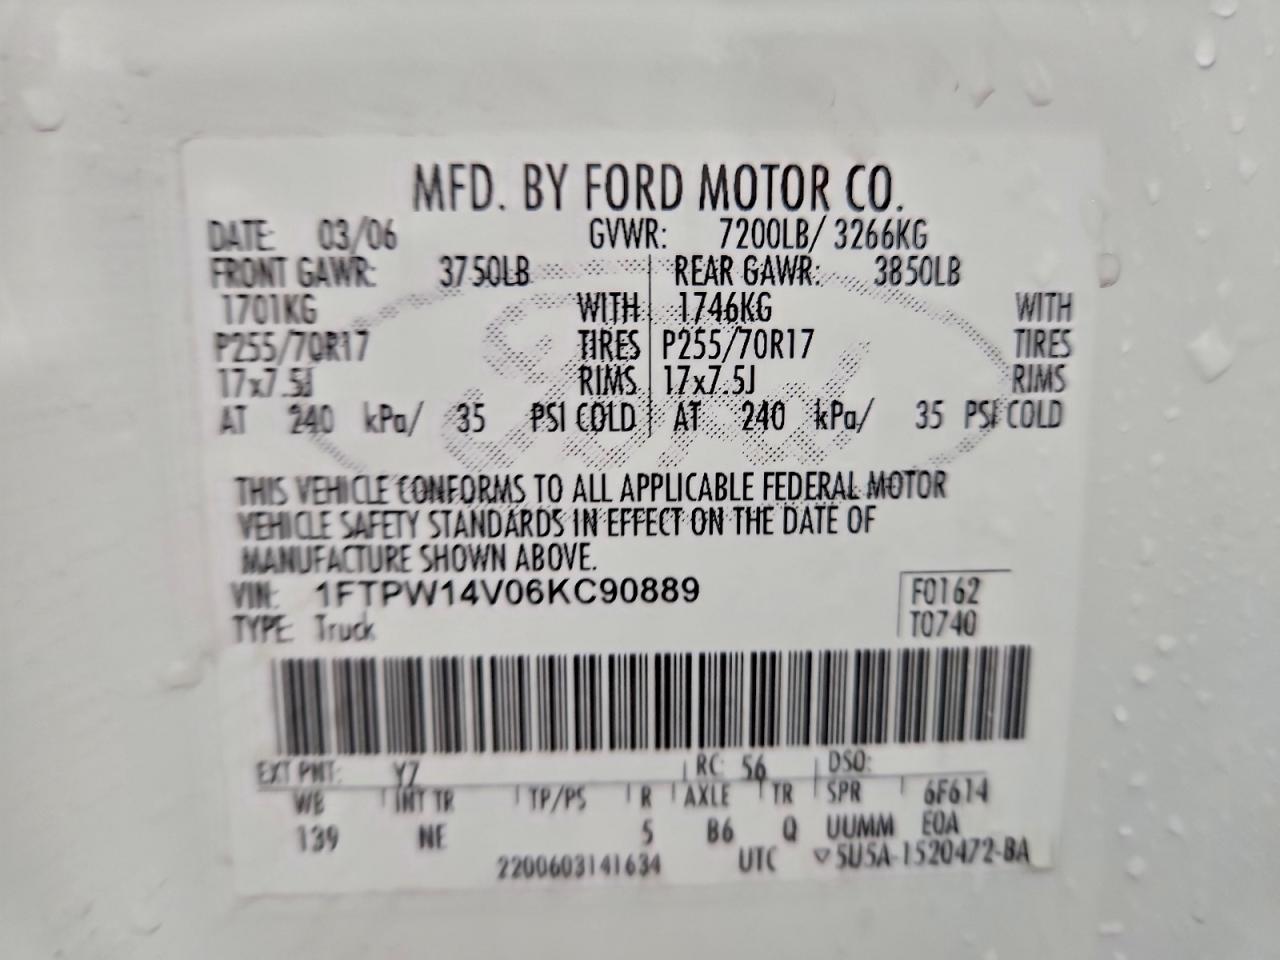 MFD. BY FORD MOTOR CO.
DATE: 03/06 GVWR: 7200LB/ 3266KG
FRONT GAWR: 3750LB REAR GAWR: 3850LB
1701KG WITH 1746KG WITH
P255/70R17 TIRES P255/70R17 TIRES
17x7.5J RIMS 17x7.5J RIMS
AT 240 kPa/ 35 PSI COLD AT 240 kPa/ 35 PSI COLD
Ford
THIS VEHICLE CONFORMS TO ALL APPLICABLE FEDERAL MOTOR
VEHICLE SAFETY STANDARDS IN EFFECT ON THE DATE OF
MANUFACTURE SHOWN ABOVE.
VIN: 1FTPW14V06KC90889 F0162
TYPE: Truck T0740
EXT PNT: YZ RC: 56 DSO:
WB INT TR TP/PS R AXLE TR SPR 6F614
139 NE 5 B6 Q UUMM E0A
2200603141634 UTC ▽5U5A-1520472-BA